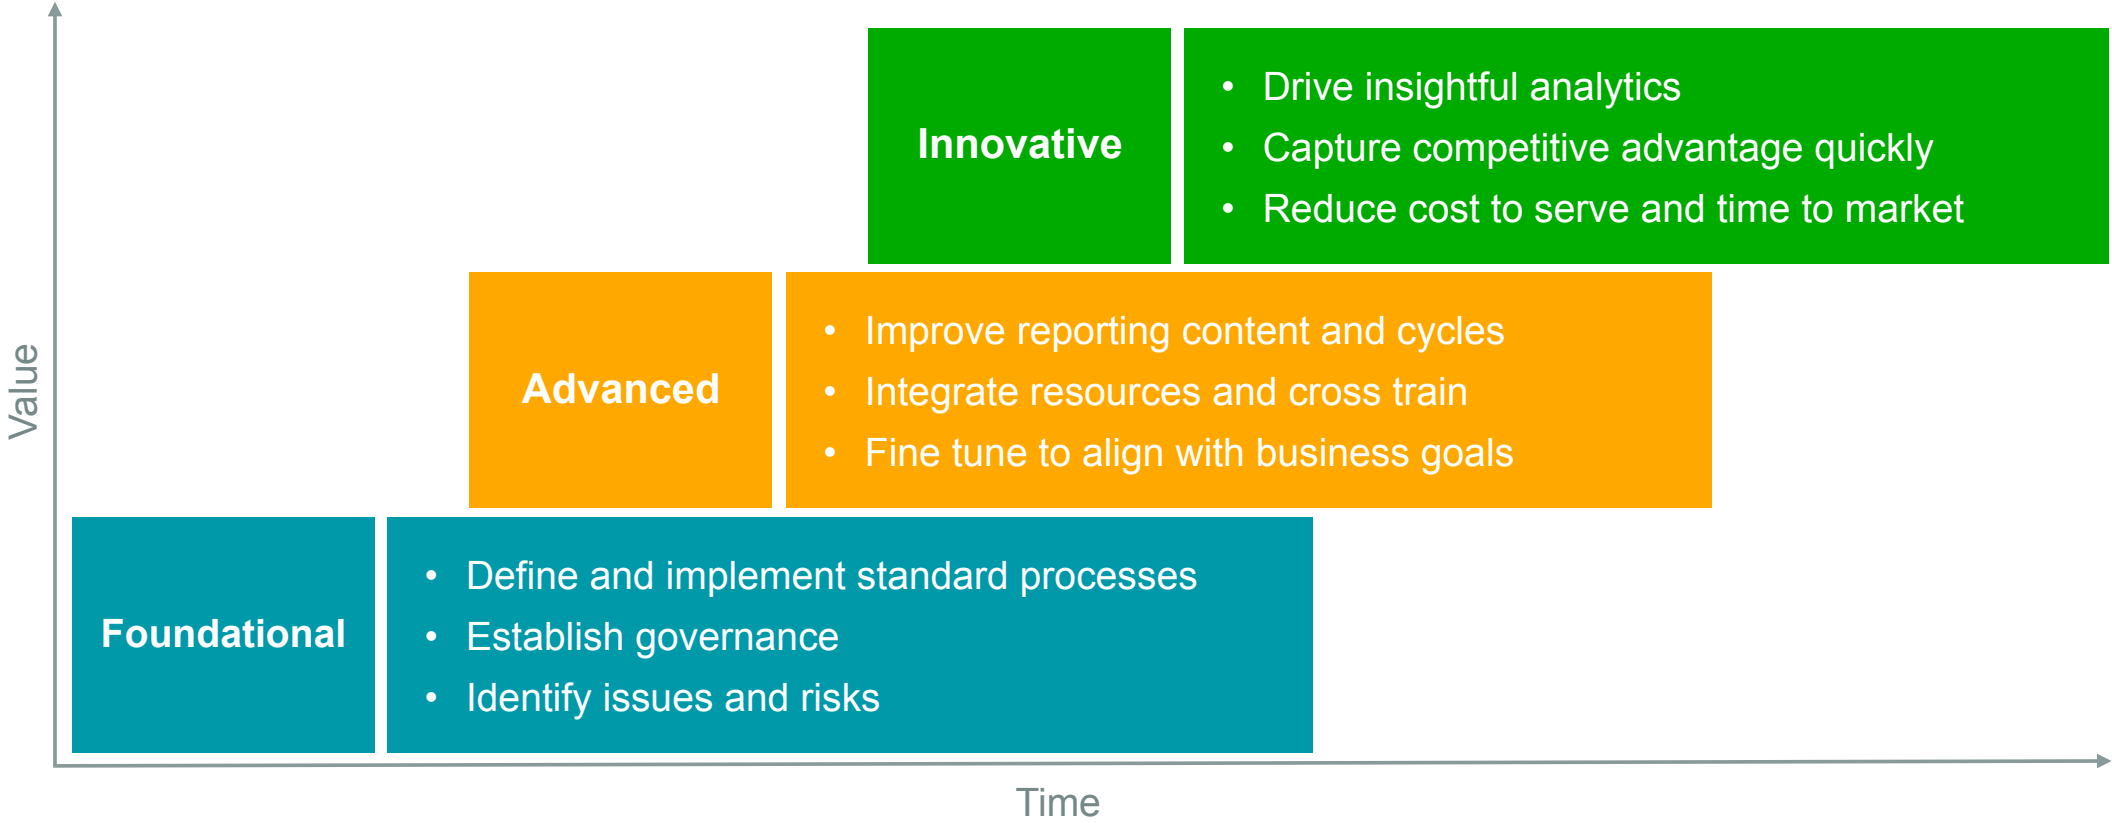 Value
Innovative
• Drive insightful analytics
• Capture competitive advantage quickly
• Reduce cost to serve and time to market
Advanced
• Improve reporting content and cycles
• Integrate resources and cross train
• Fine tune to align with business goals
Foundational
• Define and implement standard processes
• Establish governance
• Identify issues and risks
Time